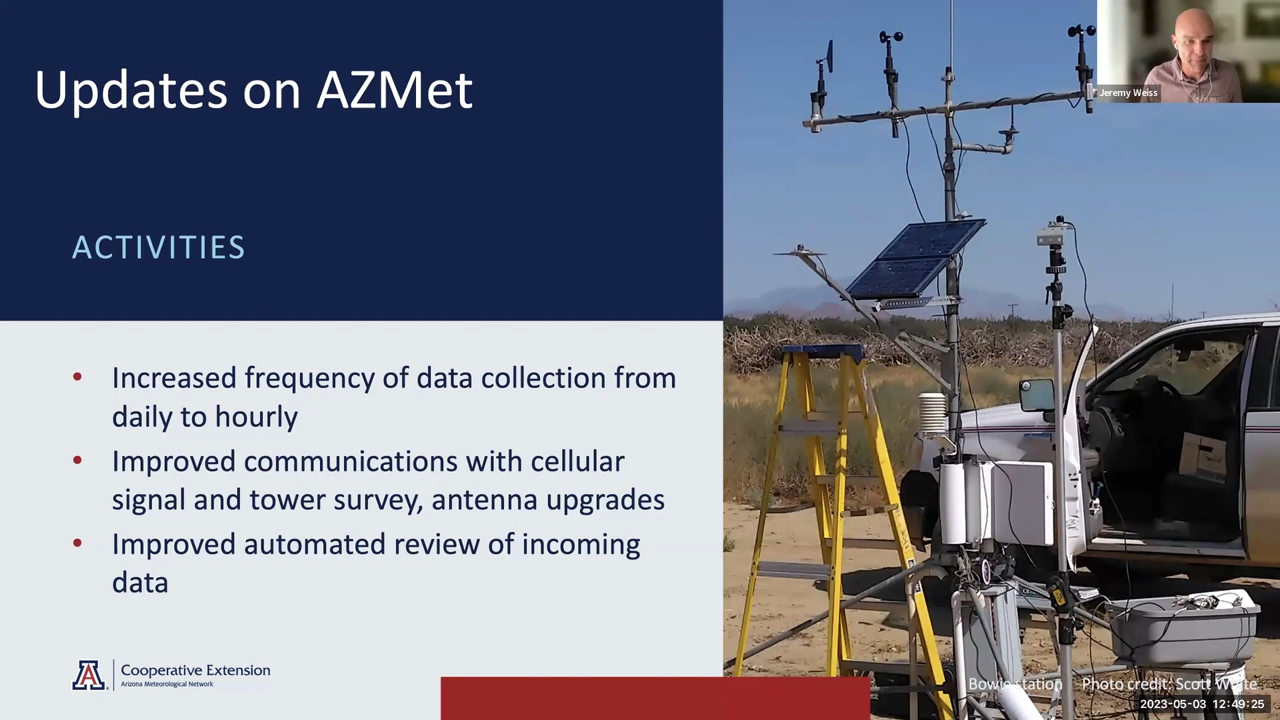 Updates on AZMet
Jeremy Weiss
ACTIVITIES
• Increased frequency of data collection from
daily to hourly
• Improved communications with cellular
signal and tower survey, antenna upgrades
• Improved automated review of incoming
data
A
Cooperative Extension
Arizona Meteorological Network
Bowie station Photo credit: Scott White
2023-05-03 12:49:25